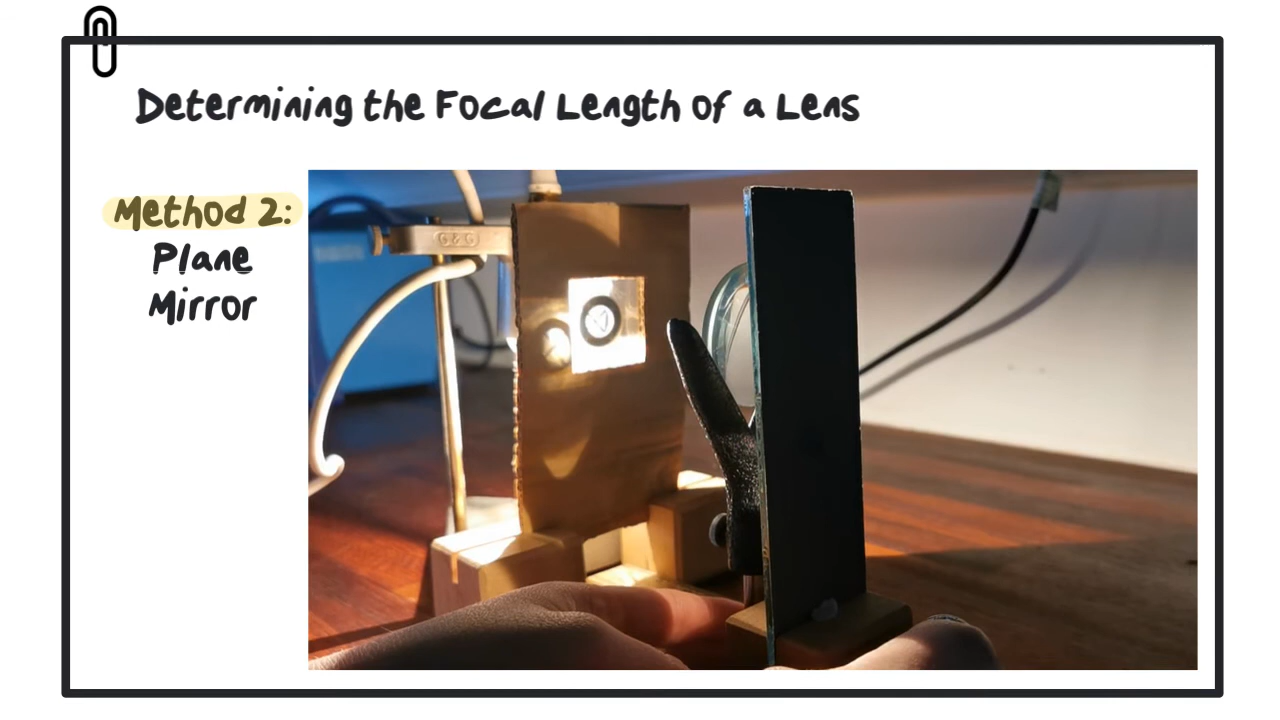 Determining the Focal Length of a Lens
Method 2:
Plane
Mirror
G&G